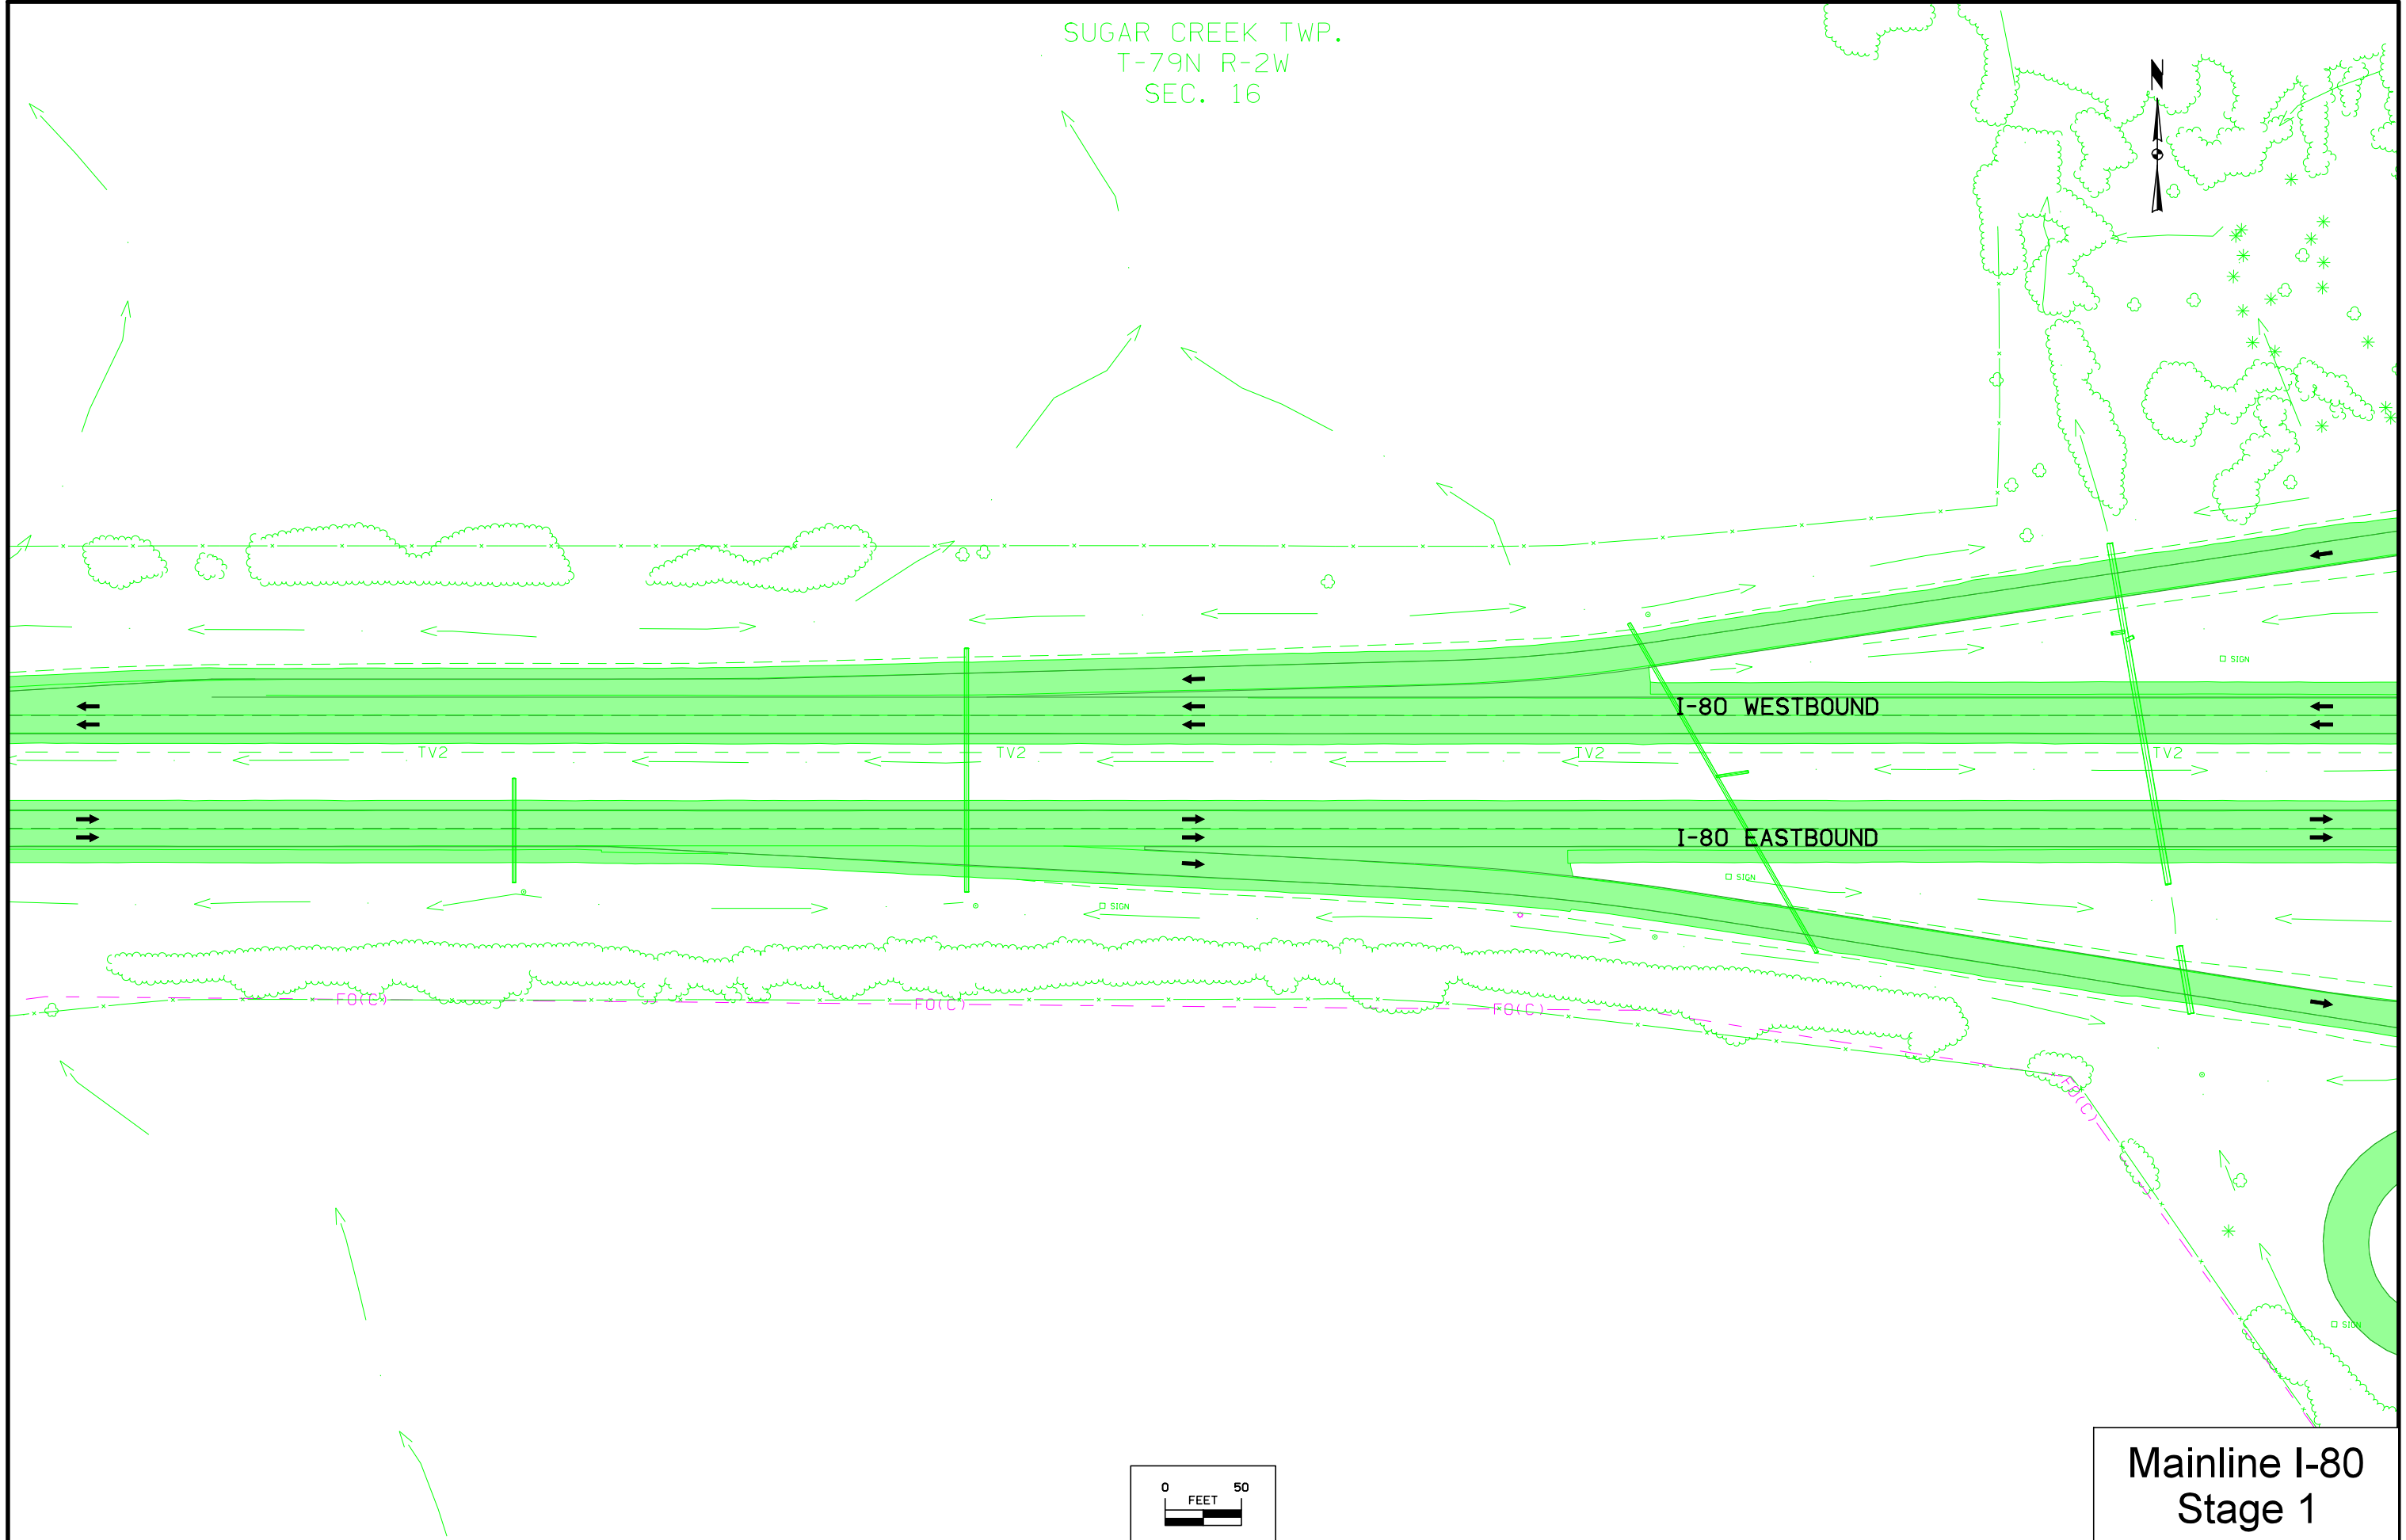 SUGAR CREEK TWP.
T-79N R-2W
SEC. 16
N
SIGN
I-80 WESTBOUND
TV2 TV2 TV2 TV2
I-80 EASTBOUND
SIGN
SIGN
FO(C) FO(C) FO(C)
FO(C)
SIGN
0 50
FEET
Mainline I-80
Stage 1